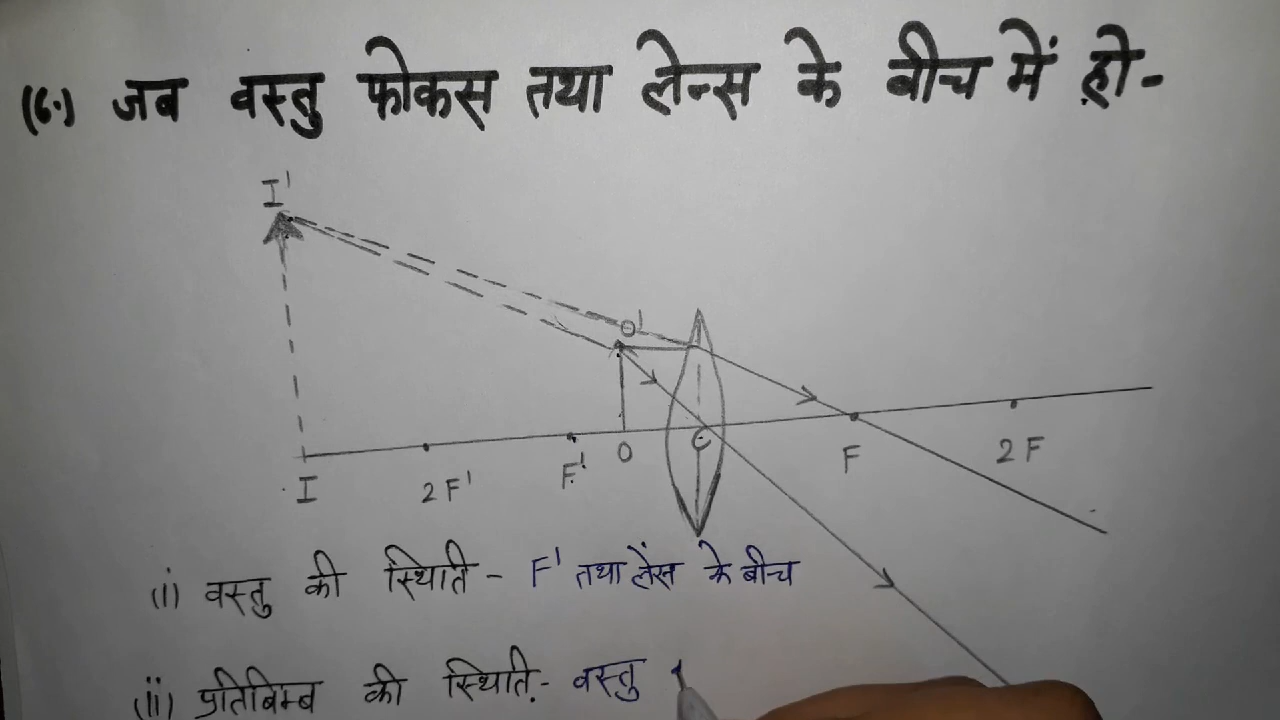 (6.) जब वस्तु फोकस तथा लेन्स के बीच में हो-
I'
O'
I 2F' F' O C F 2F
(i) वस्तु की स्थिति - F' तथा लेंस के बीच
(ii) प्रतिबिम्ब की स्थिति - वस्तु